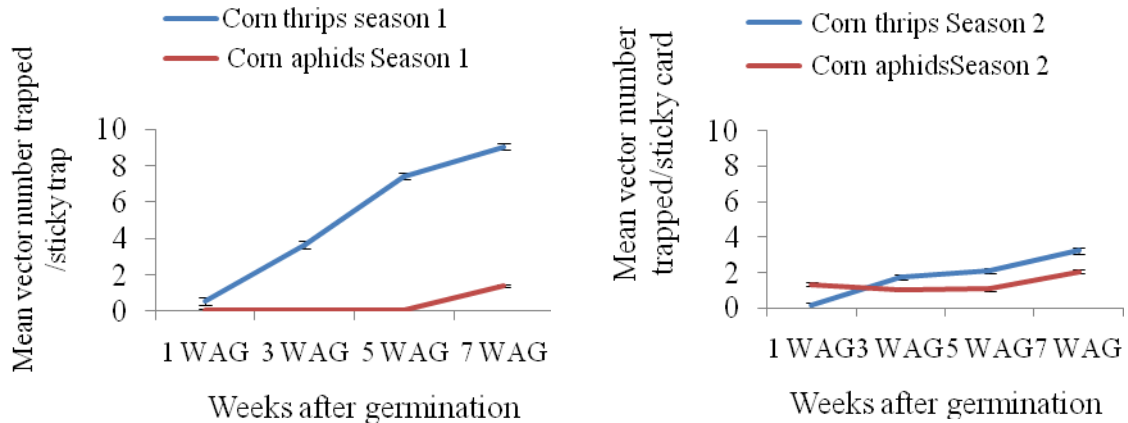 Corn thrips season 1
Corn aphids Season 1
Mean vector number trapped
/sticky trap
10
8
6
4
2
0
1 WAG 3 WAG 5 WAG 7 WAG
Weeks after germination
Corn thrips Season 2
Corn aphidsSeason 2
Mean vector number
trapped/sticky card
10
8
6
4
2
0
1 WAG3 WAG5 WAG7 WAG
Weeks after germination